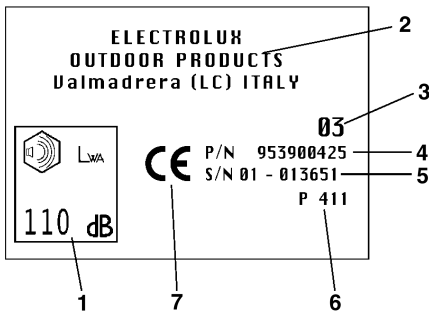 ELECTROLUX
OUTDOOR PRODUCTS
Valmadrera (LC) ITALY
2
3
03
LWA
CE
P/N 953900425
4
S/N 01 - 013651
5
P 411
110 dB
1
7
6